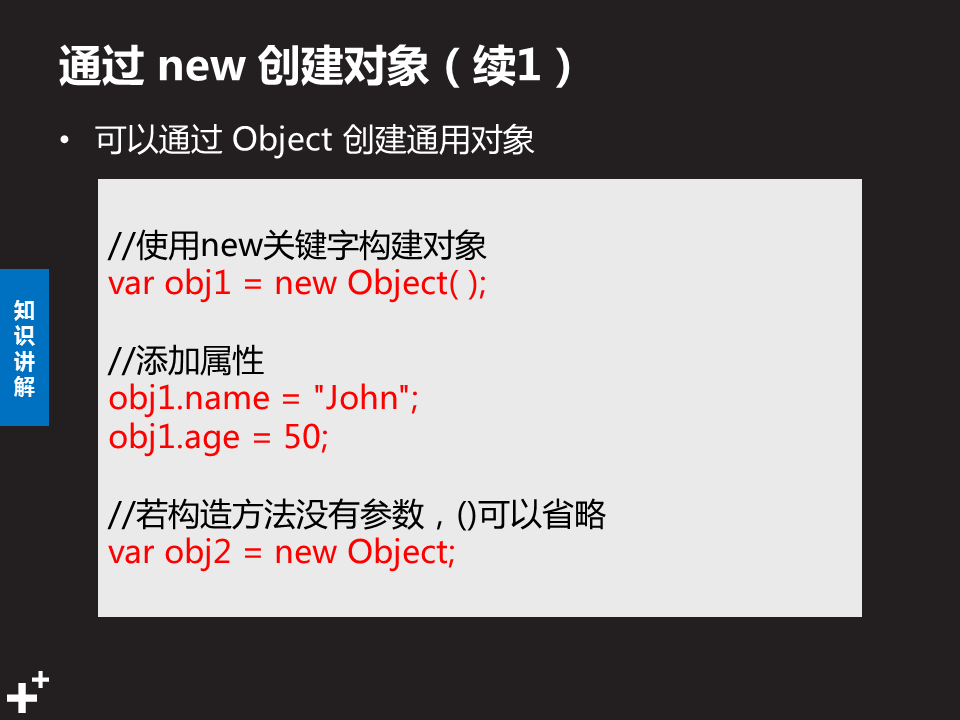 通过 new 创建对象（续1）
• 可以通过 Object 创建通用对象
//使用new关键字构建对象
var obj1 = new Object( );
//添加属性
obj1.name = "John";
obj1.age = 50;
//若构造方法没有参数，()可以省略
var obj2 = new Object;
知识讲解